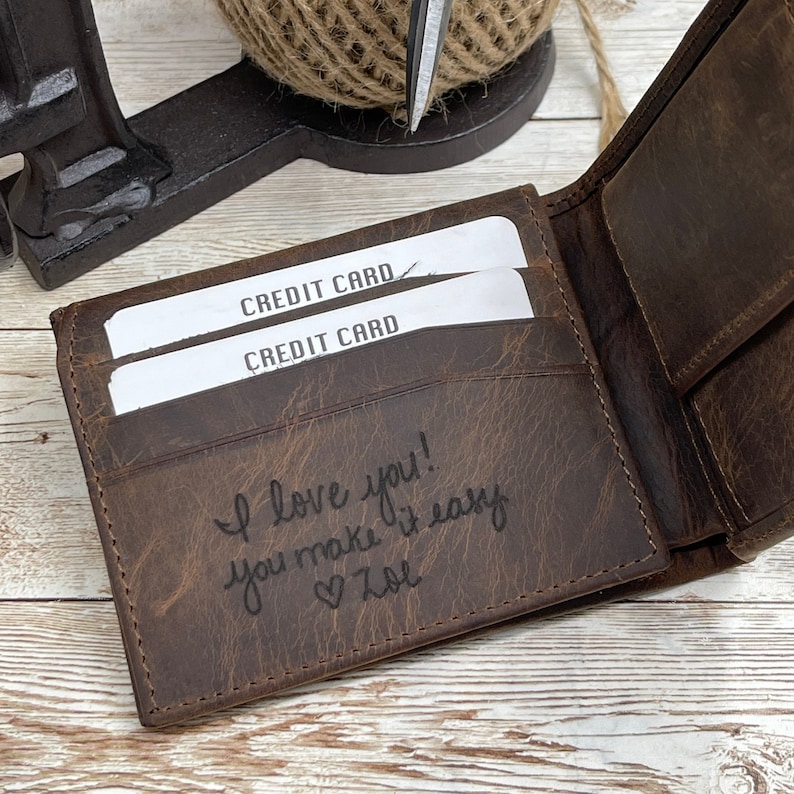 CREDIT CARD
CREDIT CARD
I love you!
you make it easy
♡ Zoe